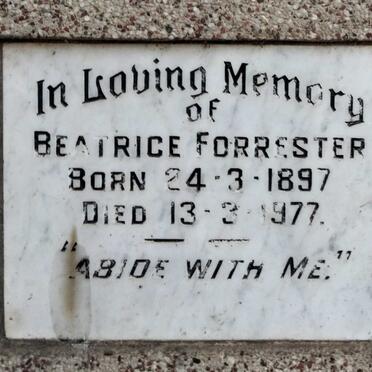 In Loving Memory
of
BEATRICE FORRESTER
BORN 24-3-1897
DIED 13-3-1977.
"ABIDE WITH ME."